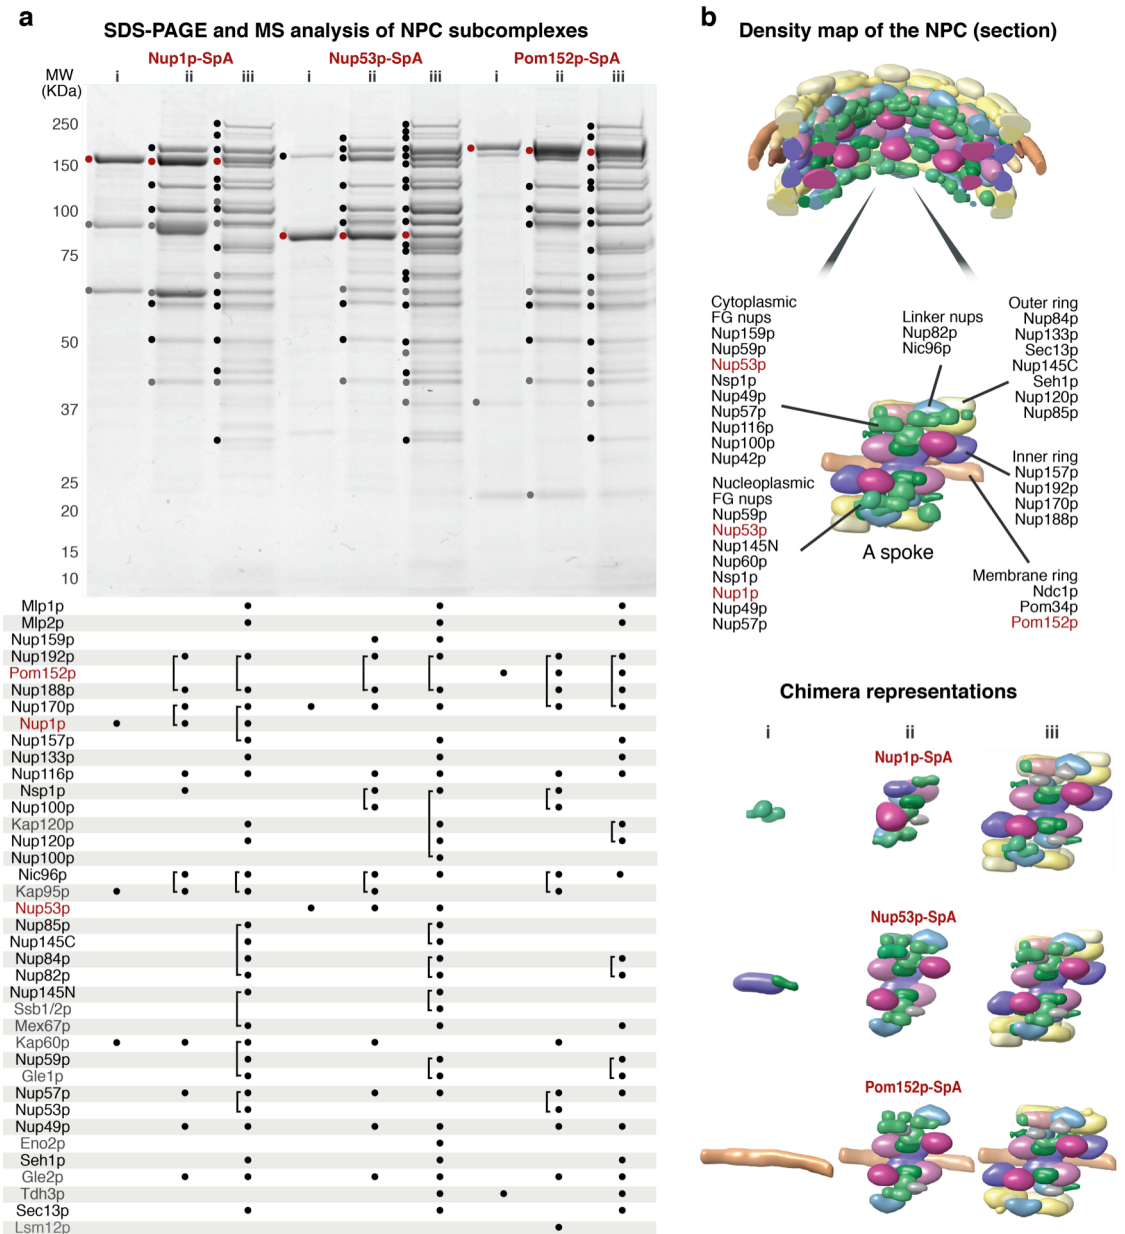 a
SDS-PAGE and MS analysis of NPC subcomplexes
Nup1p-SpA Nup53p-SpA Pom152p-SpA
MW
(KDa)
i ii iii i ii iii i ii iii
250
150
100
75
50
37
25
20
15
10
Mlp1p
Mlp2p
Nup159p
Nup192p
Pom152p
Nup188p
Nup170p
Nup1p
Nup157p
Nup133p
Nup116p
Nsp1p
Nup100p
Kap120p
Nup120p
Nup100p
Nic96p
Kap95p
Nup53p
Nup85p
Nup145C
Nup84p
Nup82p
Nup145N
Ssb1/2p
Mex67p
Kap60p
Nup59p
Gle1p
Nup57p
Nup53p
Nup49p
Eno2p
Seh1p
Gle2p
Tdh3p
Sec13p
Lsm12p
b
Density map of the NPC (section)
Cytoplasmic
FG nups
Nup159p
Nup59p
Nup53p
Nsp1p
Nup49p
Nup57p
Nup116p
Nup100p
Nup42p
Nucleoplasmic
FG nups
Nup59p
Nup53p
Nup145N
Nup60p
Nsp1p
Nup1p
Nup49p
Nup57p
Linker nups
Nup82p
Nic96p
Outer ring
Nup84p
Nup133p
Sec13p
Nup145C
Seh1p
Nup120p
Nup85p
Inner ring
Nup157p
Nup192p
Nup170p
Nup188p
A spoke
Membrane ring
Ndc1p
Pom34p
Pom152p
Chimera representations
i ii iii
Nup1p-SpA
Nup53p-SpA
Pom152p-SpA